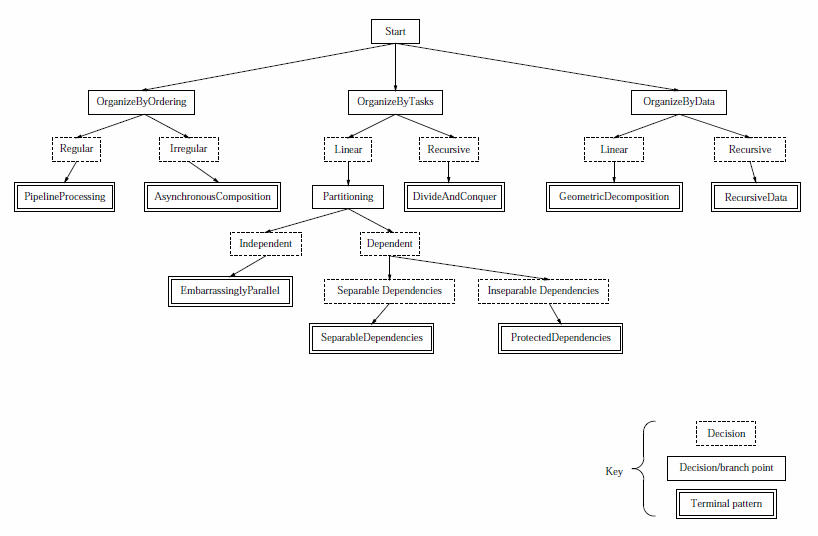 Start
OrganizeByOrdering
OrganizeByTasks
OrganizeByData
Regular
Irregular
Linear
Recursive
Linear
Recursive
PipelineProcessing
AsynchronousComposition
Partitioning
DivideAndConquer
GeometricDecomposition
RecursiveData
Independent
Dependent
EmbarrassinglyParallel
Separable Dependencies
Inseparable Dependencies
SeparableDependencies
ProtectedDependencies
Decision
Key
Decision/branch point
Terminal pattern